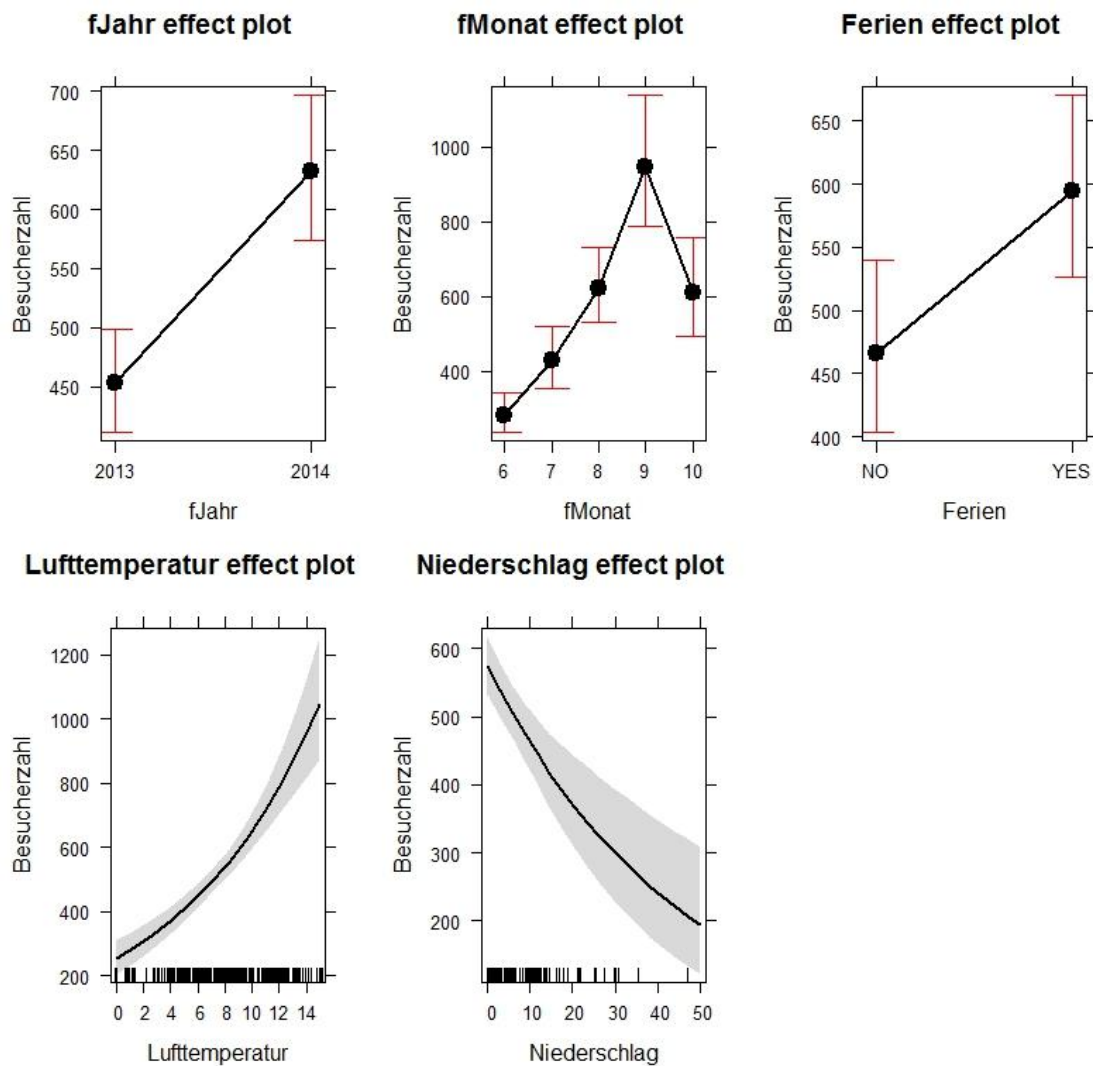 fJahr effect plot
700
650
600
550
500
450
Besucherzahl
2013 2014
fJahr
fMonat effect plot
1000
800
600
400
Besucherzahl
6 7 8 9 10
fMonat
Ferien effect plot
650
600
550
500
450
400
Besucherzahl
NO YES
Ferien
Lufttemperatur effect plot
1200
1000
800
600
400
200
Besucherzahl
0 2 4 6 8 10 12 14
Lufttemperatur
Niederschlag effect plot
600
500
400
300
200
Besucherzahl
0 10 20 30 40 50
Niederschlag